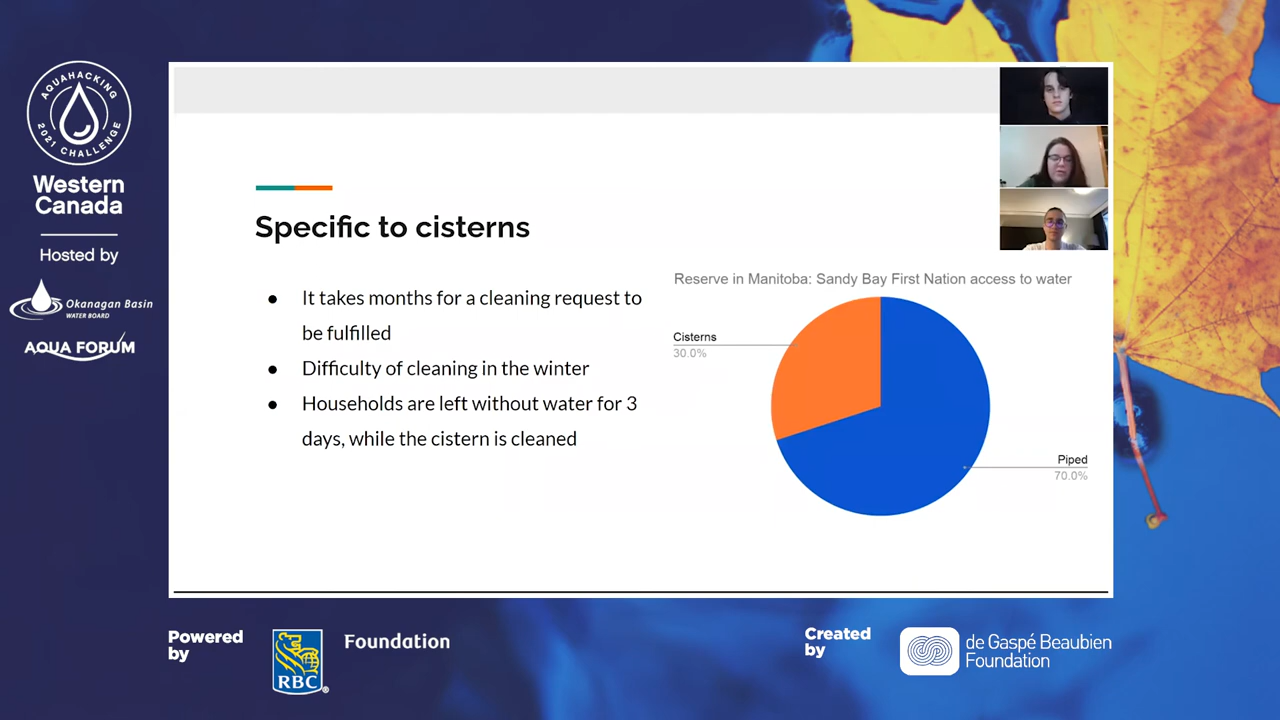 AQUAHACKING
2021 CHALLENGE
Western
Canada
Hosted by
Okanagan Basin
WATER BOARD
AQUA FORUM
Specific to cisterns
● It takes months for a cleaning request to
be fulfilled
● Difficulty of cleaning in the winter
● Households are left without water for 3
days, while the cistern is cleaned
Reserve in Manitoba: Sandy Bay First Nation access to water
Cisterns
30.0%
Piped
70.0%
Powered
by
RBC®
Foundation
Created
by
de Gaspé Beaubien
Foundation